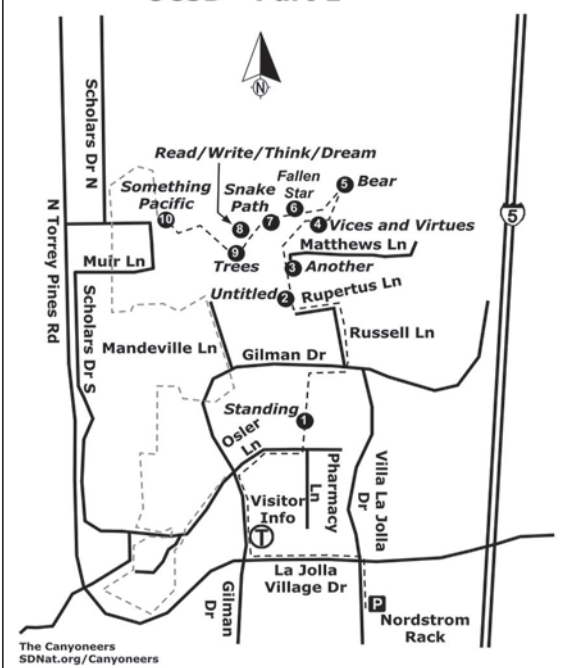 N
Scholars Dr N
Read/Write/Think/Dream
Something
Pacific
Snake
Path
Fallen
Star
5
Bear
6
10
7
4
Vices and Virtues
8
5
N Torrey Pines Rd
9
Matthews Ln
Muir Ln
Trees
3
Another
Untitled
2
Rupertus Ln
Scholars Dr S
Russell Ln
Mandeville Ln
Gilman Dr
Standing
1
Osler
Ln
Pharmacy
Ln
Villa La Jolla
Dr
Visitor
Info
T
La Jolla
Village Dr
Gilman
Dr
P
Nordstrom
Rack
The Canyoneers
SDNat.org/Canyoneers